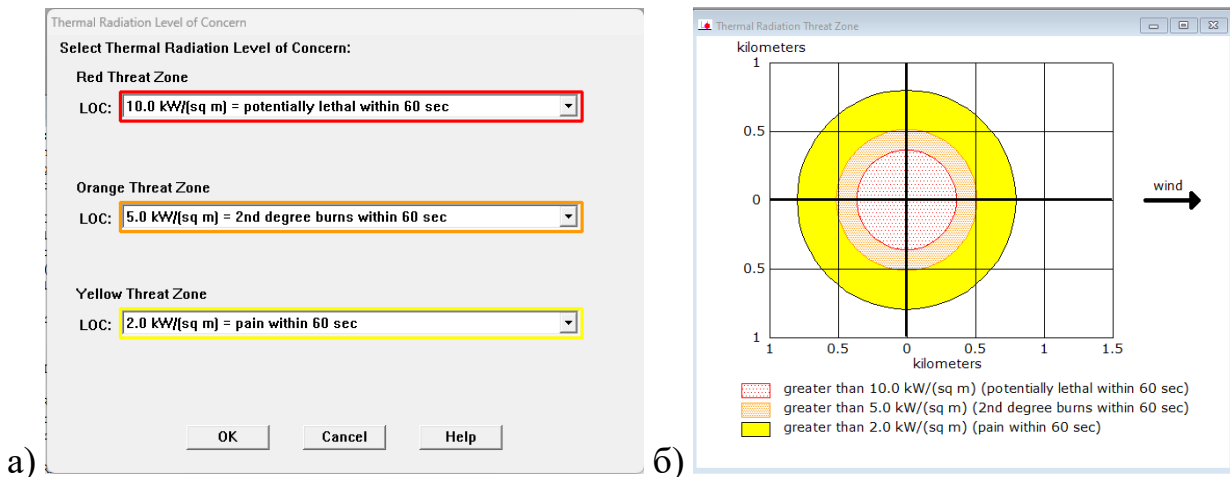 Thermal Radiation Level of Concern
Select Thermal Radiation Level of Concern:
Red Threat Zone
LOC: 10.0 kW/(sq m) = potentially lethal within 60 sec
Orange Threat Zone
LOC: 5.0 kW/(sq m) = 2nd degree burns within 60 sec
Yellow Threat Zone
LOC: 2.0 kW/(sq m) = pain within 60 sec
OK Cancel Help
а)
Thermal Radiation Threat Zone
kilometers
1
0.5
0
0.5
1
wind
1 0.5 0 0.5 1 1.5
kilometers
greater than 10.0 kW/(sq m) (potentially lethal within 60 sec)
greater than 5.0 kW/(sq m) (2nd degree burns within 60 sec)
greater than 2.0 kW/(sq m) (pain within 60 sec)
б)